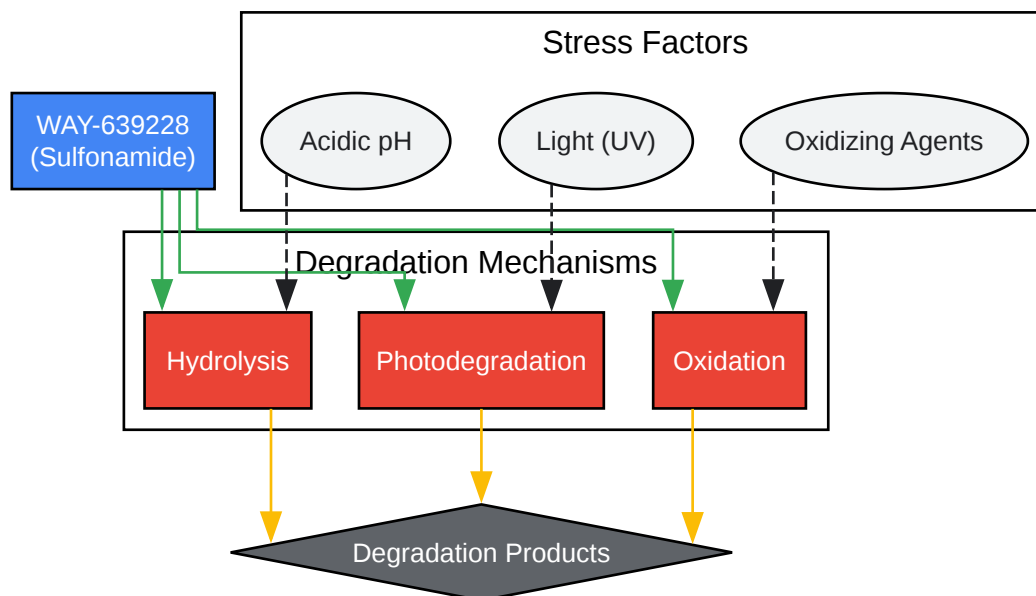 Stress Factors
WAY-639228
(Sulfonamide)
Acidic pH
Light (UV)
Oxidizing Agents
Degradation Mechanisms
Hydrolysis
Photodegradation
Oxidation
Degradation Products